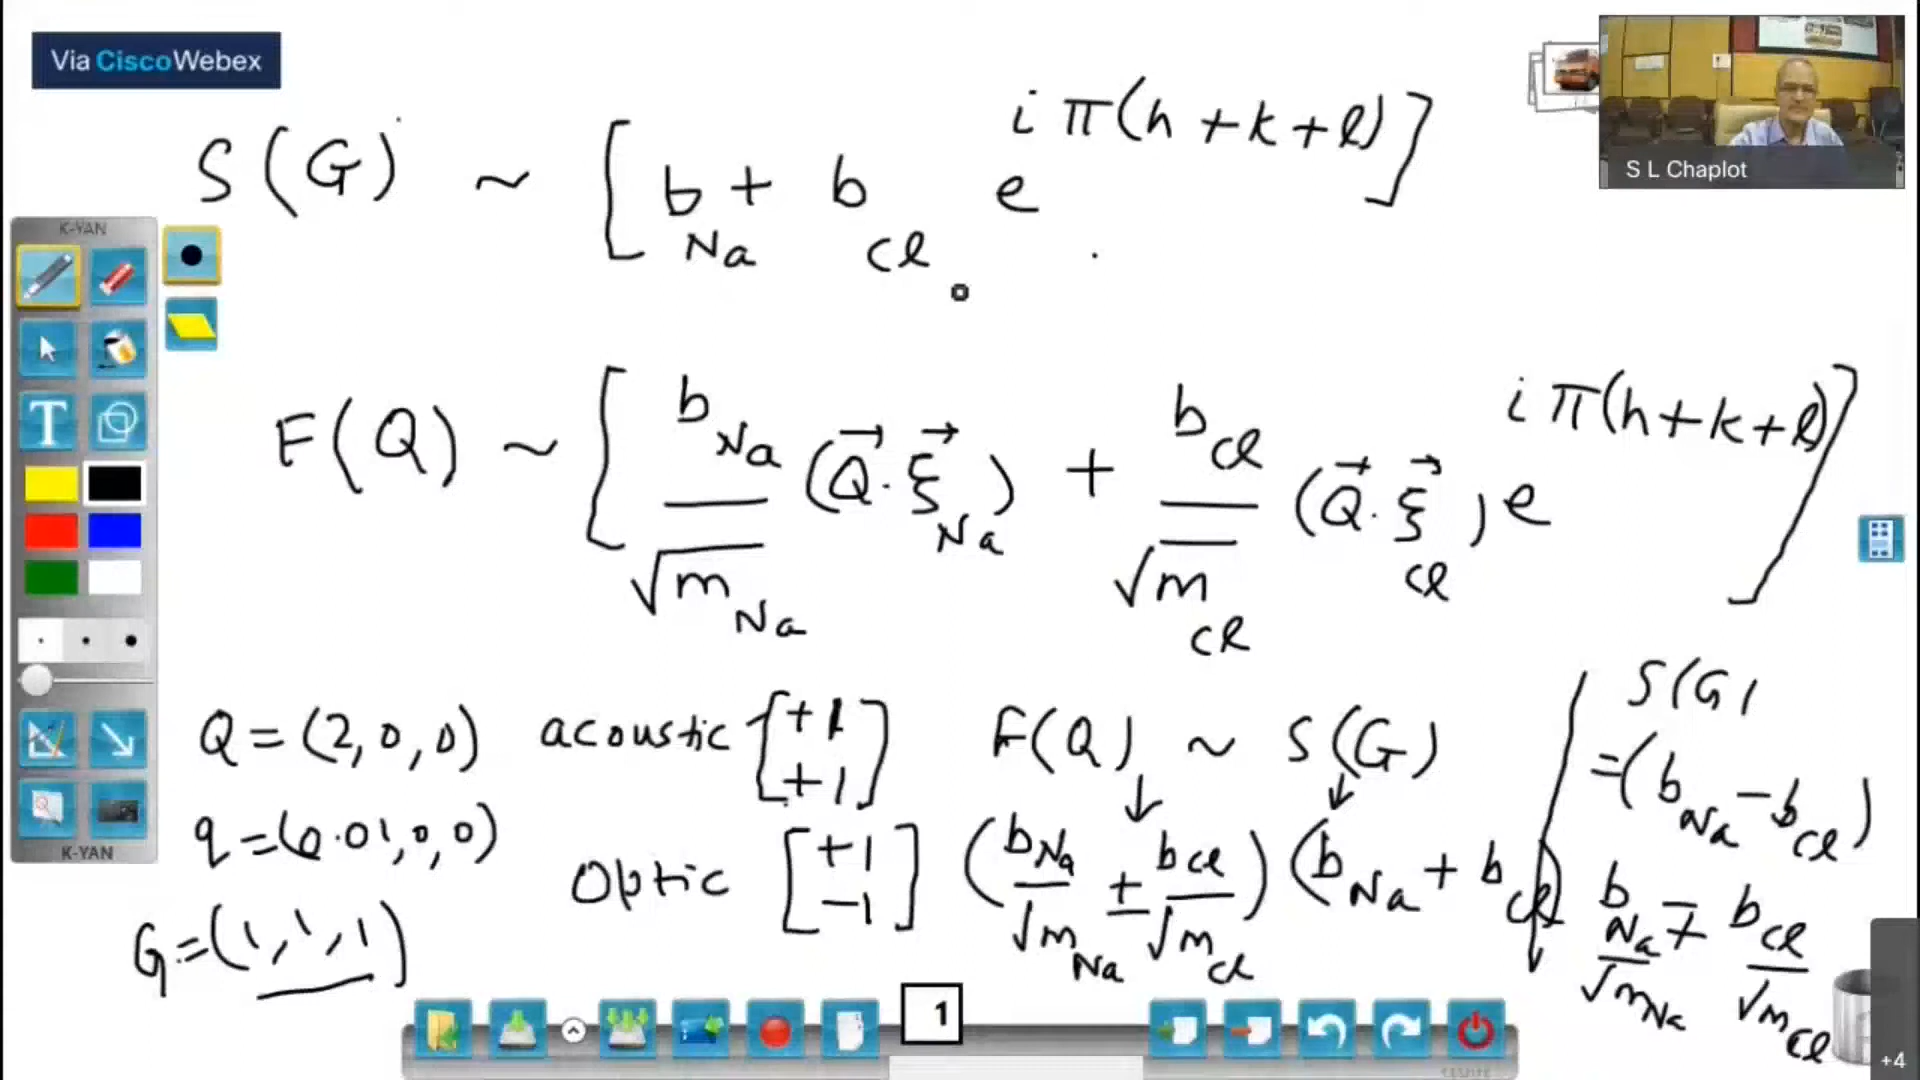 Via CiscoWebex
S L Chaplot
S(G) ~ [b_Na + b_Cl e^{iπ(h+k+l)}]
K-YAN
F(Q) ~ [b_Na/√m_Na (Q⃗·ξ⃗_Na) + b_Cl/√m_Cl (Q⃗·ξ⃗_Cl) e^{iπ(h+k+l)}]
T
Q = (2,0,0) acoustic [+1 +1] F(Q) ~ S(G)
q = (0.01,0,0) Optic [+1 -1] (b_Na/√m_Na ± b_Cl/√m_Cl) (b_Na + b_Cl)
G = (1,1,1)
S(G)
= (b_Na - b_Cl)
b_Na/√m_Na ∓ b_Cl/√m_Cl
K-YAN
1
+4